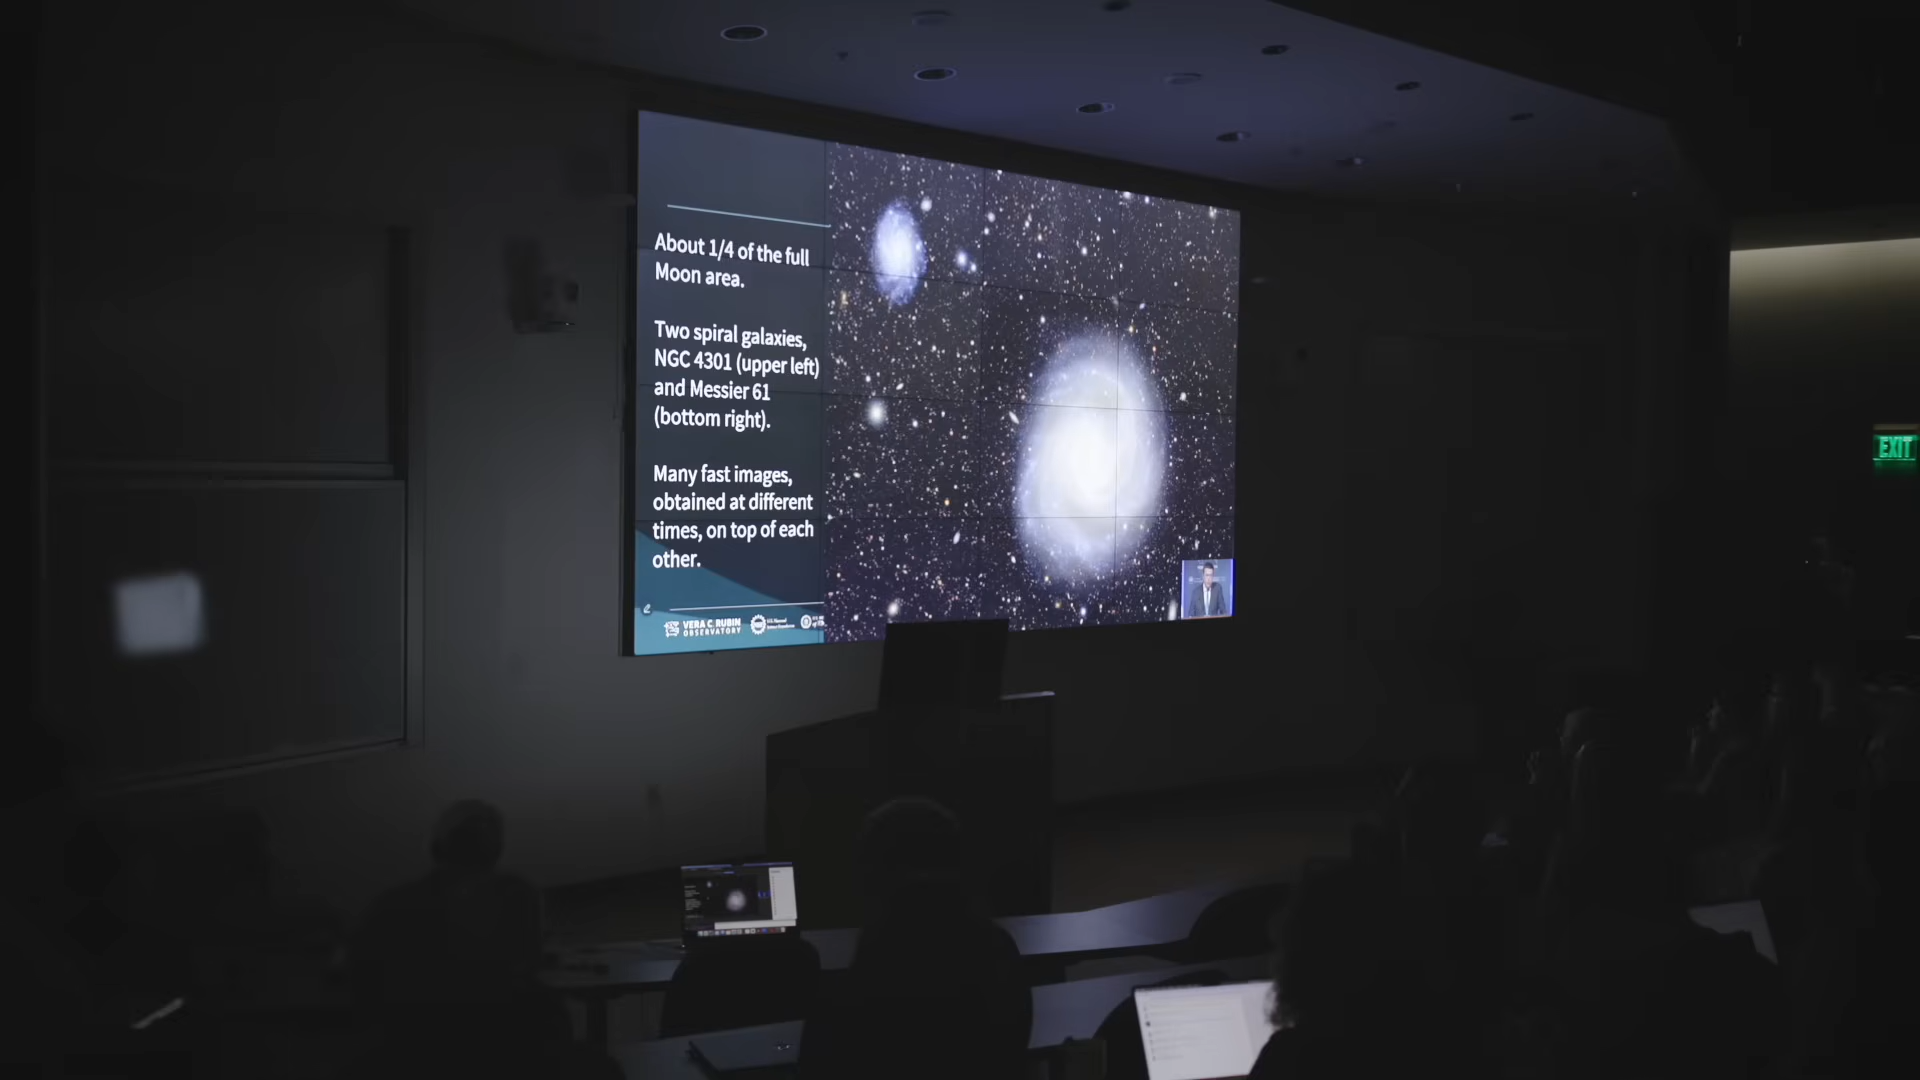 About 1/4 of the full
Moon area.
Two spiral galaxies,
NGC 4301 (upper left)
and Messier 61
(bottom right).
Many fast images,
obtained at different
times, on top of each
other.
VERA C. RUBIN
OBSERVATORY
EXIT